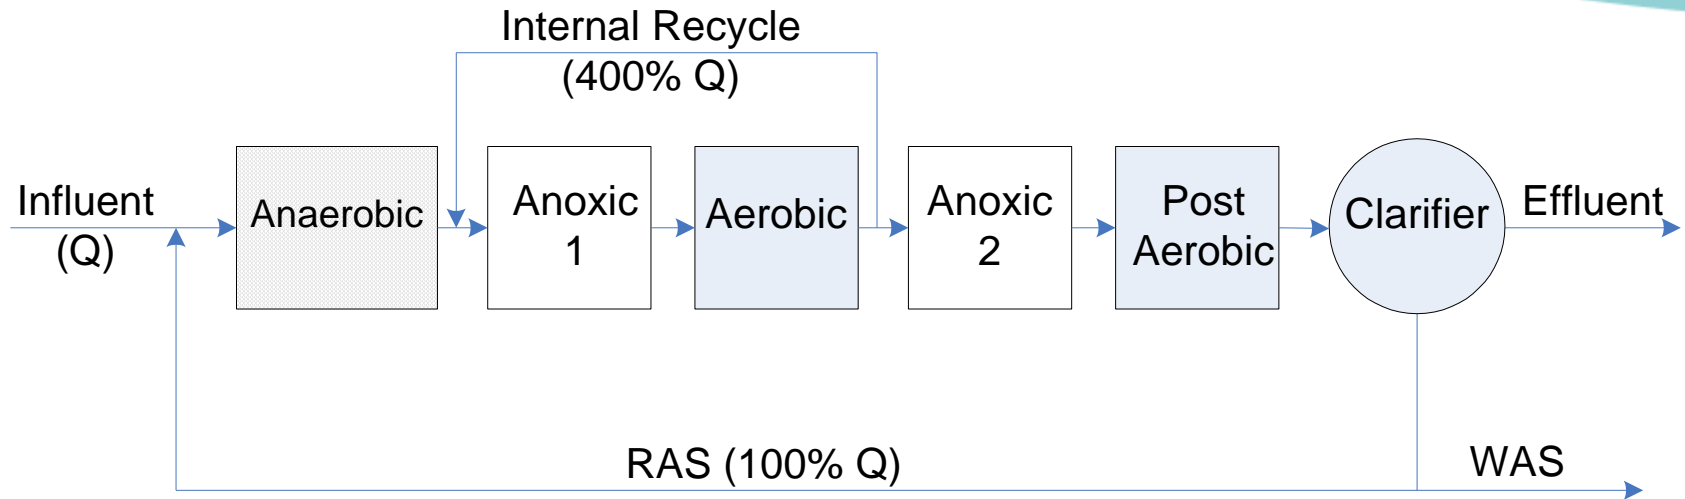 Internal Recycle
(400% Q)
Influent
(Q)
Anaerobic
Anoxic
1
Aerobic
Anoxic
2
Post
Aerobic
Clarifier
Effluent
RAS (100% Q)
WAS